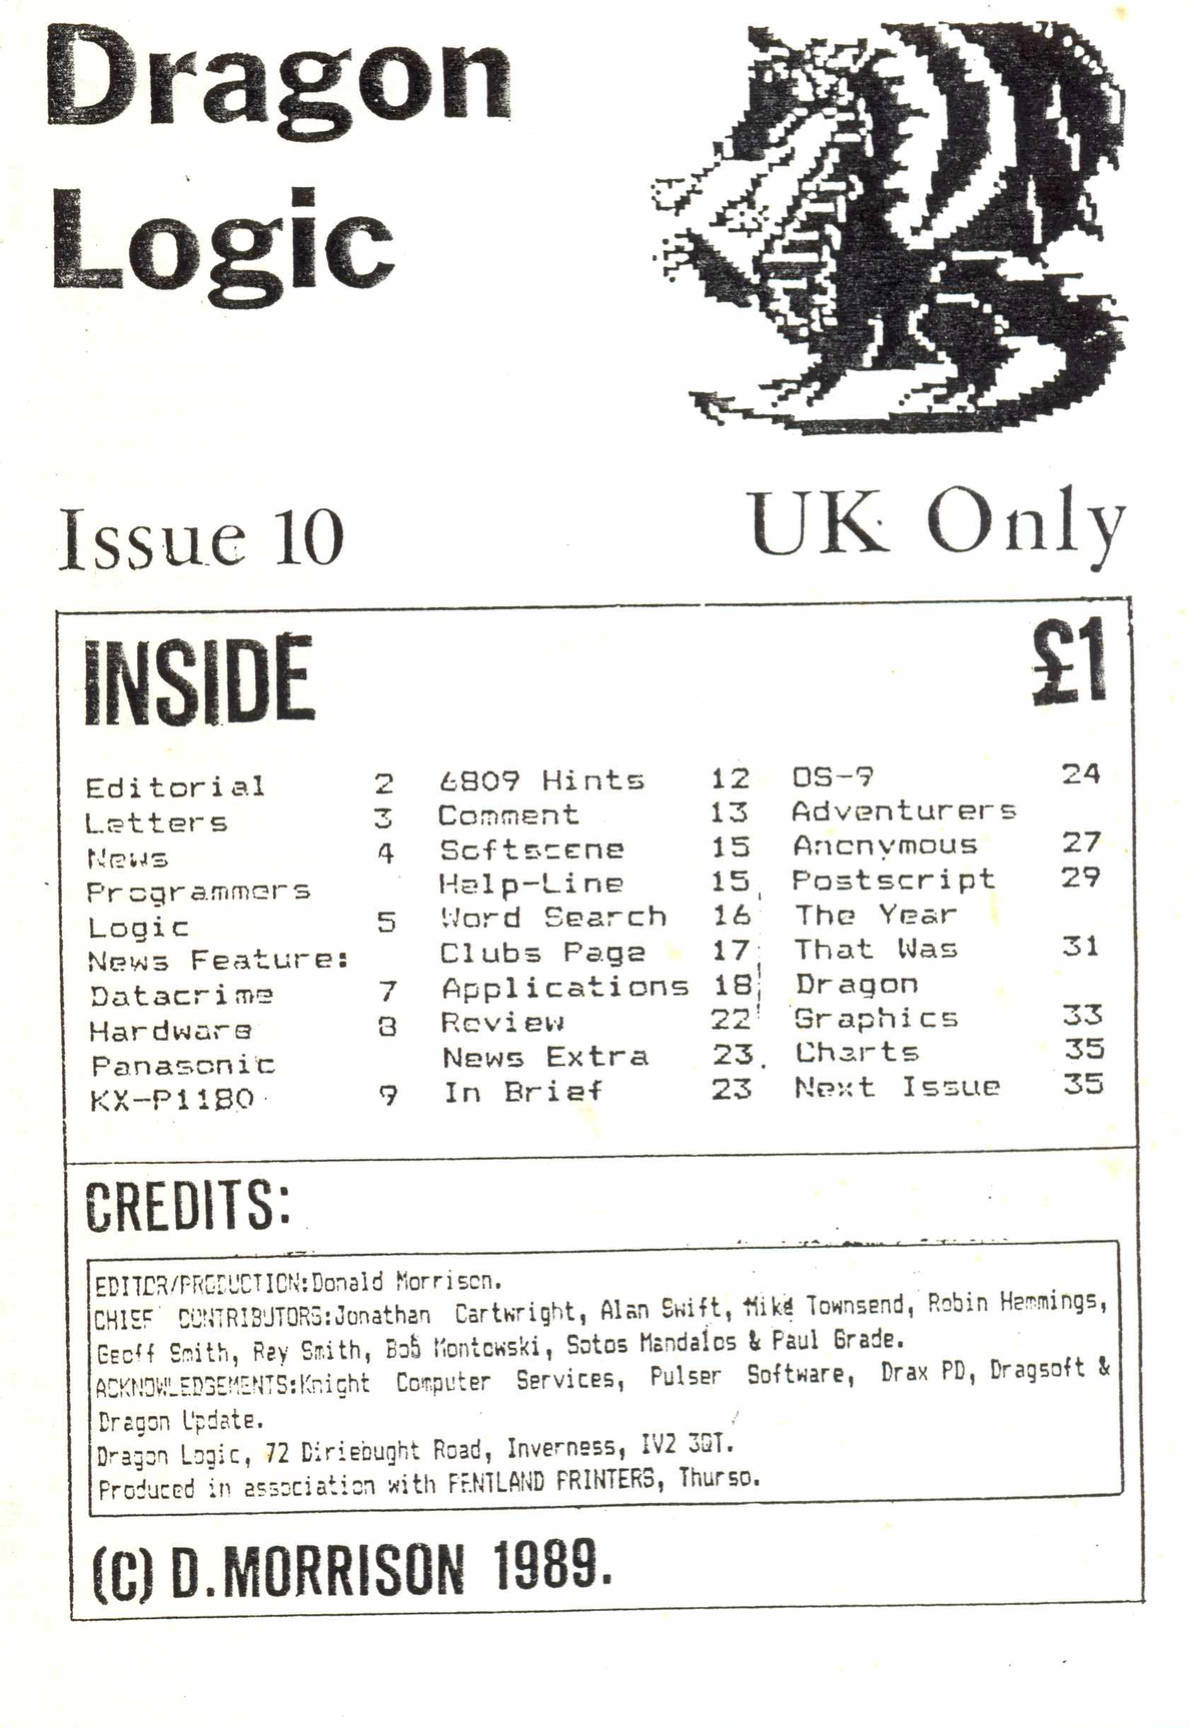 Dragon
Logic
Issue 10
UK Only
INSIDE
£1
Editorial 2
Letters 3
News 4
Programmers
Logic 5
News Feature:
Datacrime 7
Hardware 8
Panasonic
KX-P1180 9
6809 Hints 12
Comment 13
Softscene 15
Help-Line 15
Word Search 16
Clubs Page 17
Applications 18
Review 22
News Extra 23
In Brief 23
OS-9 24
Adventurers
Anonymous 27
Postscript 29
The Year
That Was 31
Dragon
Graphics 33
Charts 35
Next Issue 35
CREDITS:
EDITOR/PRODUCTION:Donald Morrison.
CHIEF CONTRIBUTORS:Jonathan Cartwright, Alan Swift, Mike Townsend, Robin Hemmings,
Geoff Smith, Ray Smith, Bob Montowski, Sotos Mandalos & Paul Grade.
ACKNOWLEDGEMENTS:Knight Computer Services, Pulser Software, Drax PD, Dragsoft &
Dragon Update.
Dragon Logic, 72 Diriebught Road, Inverness, IV2 3QT.
Produced in association with PENTLAND PRINTERS, Thurso.
(C) D.MORRISON 1989.